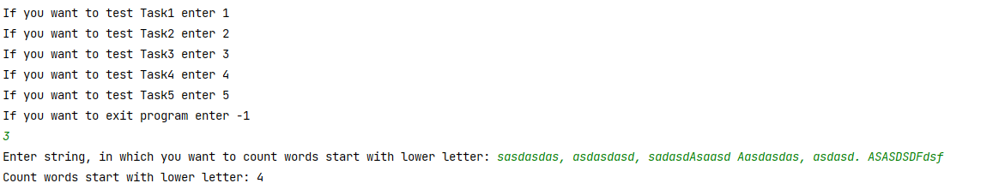 If you want to test Task1 enter 1
If you want to test Task2 enter 2
If you want to test Task3 enter 3
If you want to test Task4 enter 4
If you want to test Task5 enter 5
If you want to exit program enter -1
3
Enter string, in which you want to count words start with lower letter: sasdasdas, asdasdasd, sadasdAsaasd Aasdasdas, asdasd. ASASDSDFdsf
Count words start with lower letter: 4